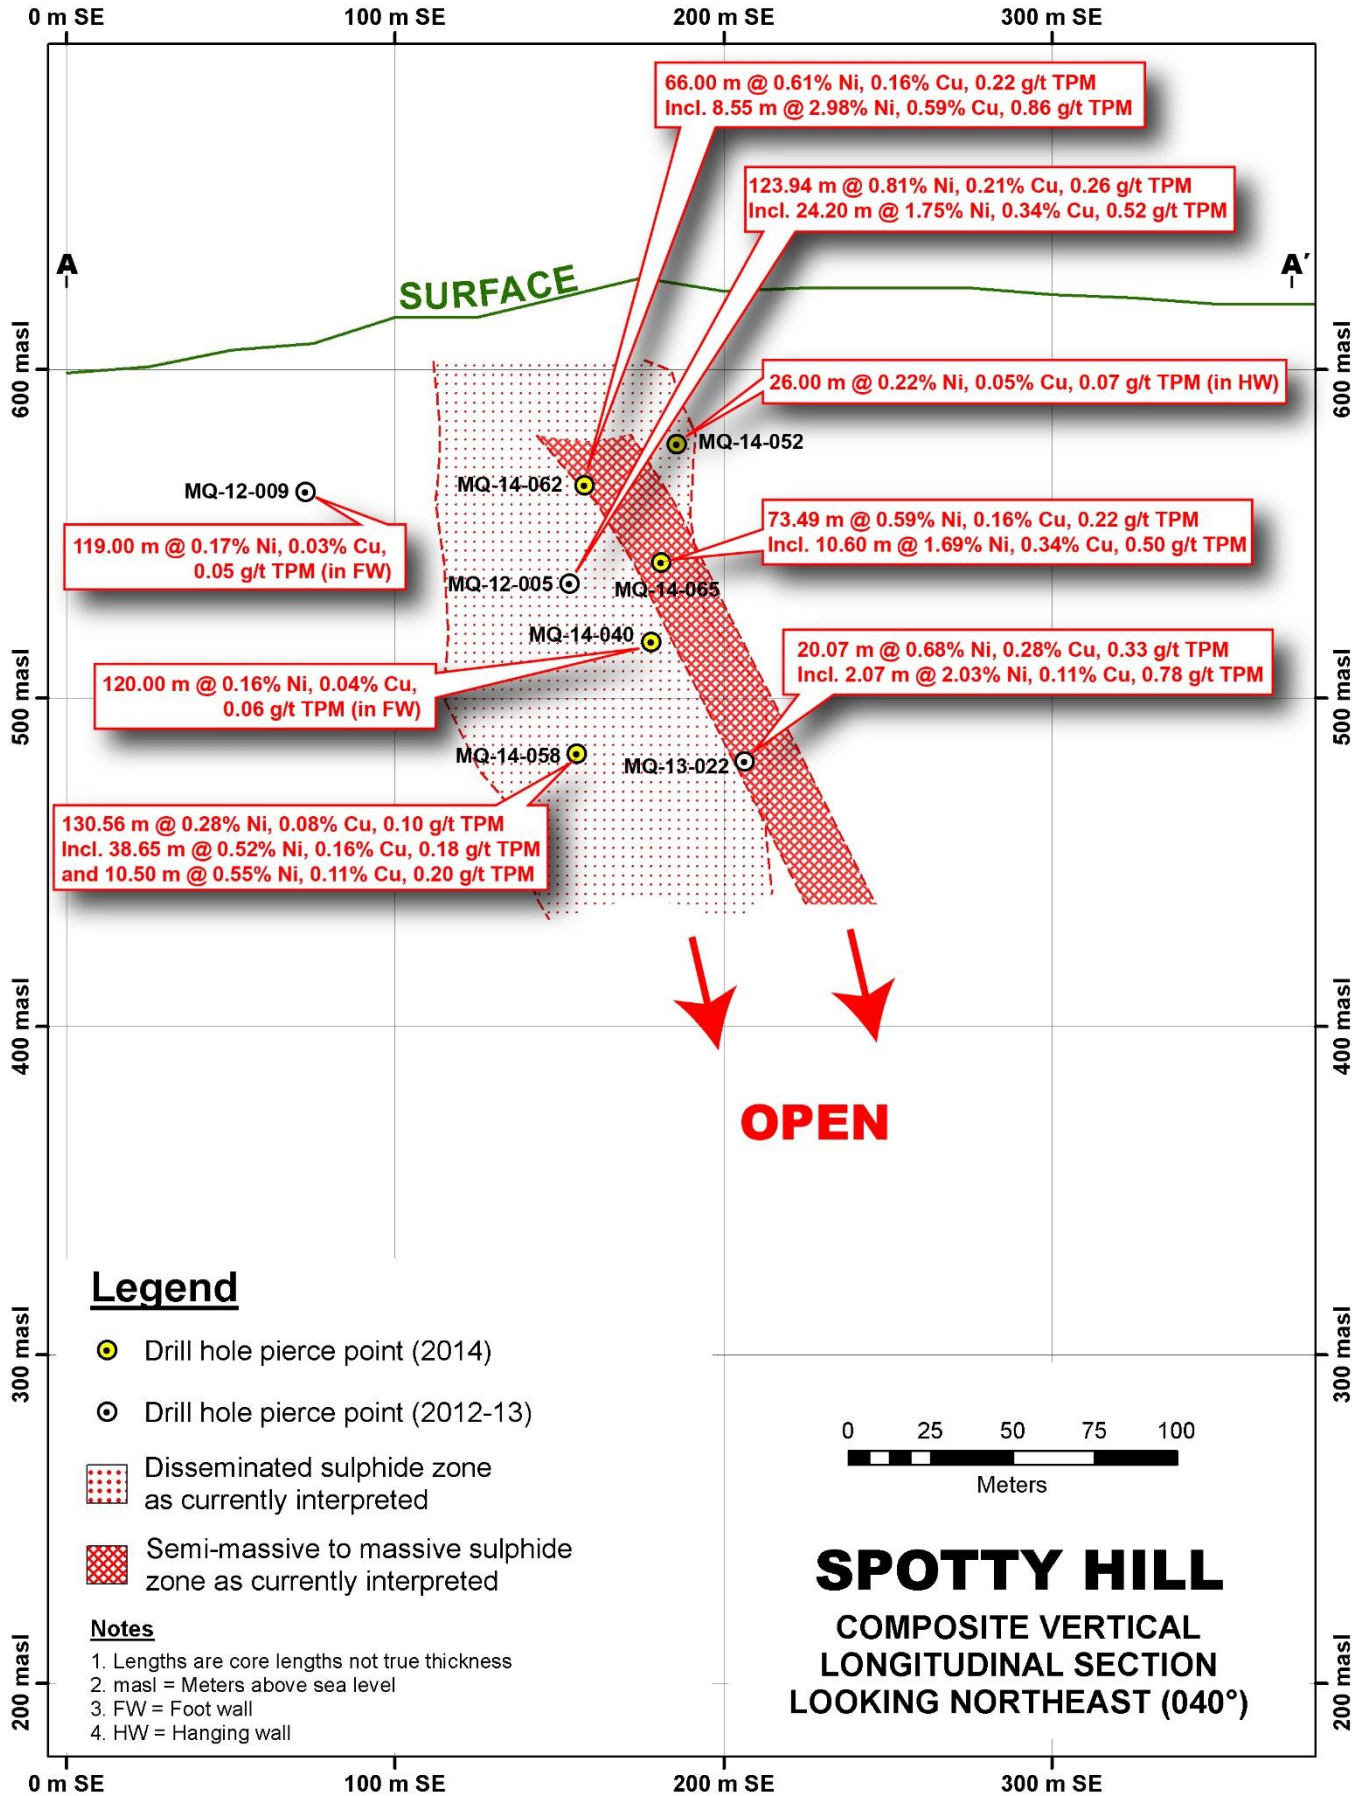 0 m SE
100 m SE
200 m SE
300 m SE
66.00 m @ 0.61% Ni, 0.16% Cu, 0.22 g/t TPM
Incl. 8.55 m @ 2.98% Ni, 0.59% Cu, 0.86 g/t TPM
123.94 m @ 0.81% Ni, 0.21% Cu, 0.26 g/t TPM
Incl. 24.20 m @ 1.75% Ni, 0.34% Cu, 0.52 g/t TPM
A
A′
SURFACE
600 masl
600 masl
26.00 m @ 0.22% Ni, 0.05% Cu, 0.07 g/t TPM (in HW)
MQ-14-052
MQ-14-062
MQ-12-009
73.49 m @ 0.59% Ni, 0.16% Cu, 0.22 g/t TPM
Incl. 10.60 m @ 1.69% Ni, 0.34% Cu, 0.50 g/t TPM
119.00 m @ 0.17% Ni, 0.03% Cu,
0.05 g/t TPM (in FW)
MQ-12-005
MQ-14-065
MQ-14-040
20.07 m @ 0.68% Ni, 0.28% Cu, 0.33 g/t TPM
Incl. 2.07 m @ 2.03% Ni, 0.11% Cu, 0.78 g/t TPM
120.00 m @ 0.16% Ni, 0.04% Cu,
0.06 g/t TPM (in FW)
500 masl
500 masl
MQ-14-058
MQ-13-022
130.56 m @ 0.28% Ni, 0.08% Cu, 0.10 g/t TPM
Incl. 38.65 m @ 0.52% Ni, 0.16% Cu, 0.18 g/t TPM
and 10.50 m @ 0.55% Ni, 0.11% Cu, 0.20 g/t TPM
400 masl
400 masl
OPEN
300 masl
300 masl
Legend
Drill hole pierce point (2014)
Drill hole pierce point (2012-13)
Disseminated sulphide zone
as currently interpreted
Semi-massive to massive sulphide
zone as currently interpreted
Notes
1. Lengths are core lengths not true thickness
2. masl = Meters above sea level
3. FW = Foot wall
4. HW = Hanging wall
0 25 50 75 100
Meters
SPOTTY HILL
COMPOSITE VERTICAL
LONGITUDINAL SECTION
LOOKING NORTHEAST (040°)
200 masl
200 masl
0 m SE
100 m SE
200 m SE
300 m SE